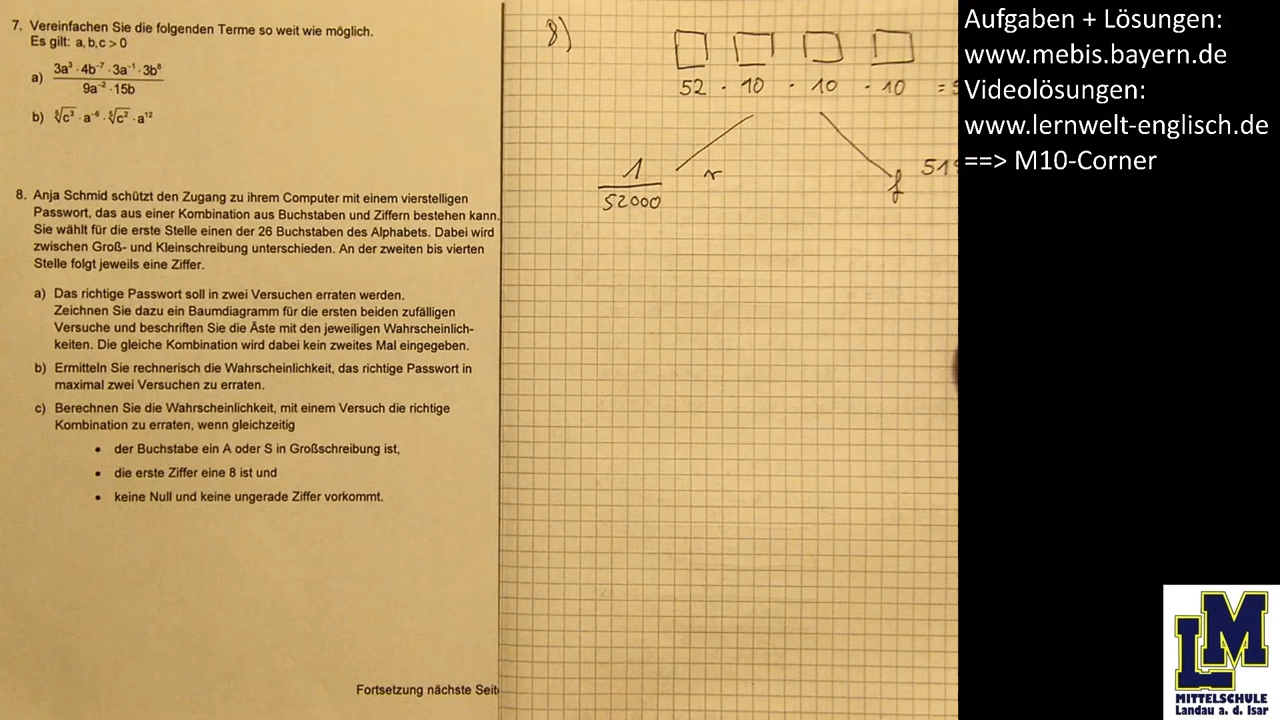 7. Vereinfachen Sie die folgenden Terme so weit wie möglich.
Es gilt: a, b, c > 0
a) 3a³ · 4b⁻⁷ · 3a⁻¹ · 3b⁸
9a⁻² · 15b
b) · a⁻⁶ · · a¹²
8. Anja Schmid schützt den Zugang zu ihrem Computer mit einem vierstelligen
Passwort, das aus einer Kombination aus Buchstaben und Ziffern bestehen kann.
Sie wählt für die erste Stelle einen der 26 Buchstaben des Alphabets. Dabei wird
zwischen Groß- und Kleinschreibung unterschieden. An der zweiten bis vierten
Stelle folgt jeweils eine Ziffer.
a) Das richtige Passwort soll in zwei Versuchen erraten werden.
Zeichnen Sie dazu ein Baumdiagramm für die ersten beiden zufälligen
Versuche und beschriften Sie die Äste mit den jeweiligen Wahrscheinlich-
keiten. Die gleiche Kombination wird dabei kein zweites Mal eingegeben.
b) Ermitteln Sie rechnerisch die Wahrscheinlichkeit, das richtige Passwort in
maximal zwei Versuchen zu erraten.
c) Berechnen Sie die Wahrscheinlichkeit, mit einem Versuch die richtige
Kombination zu erraten, wenn gleichzeitig
• der Buchstabe ein A oder S in Großschreibung ist,
• die erste Ziffer eine 8 ist und
• keine Null und keine ungerade Ziffer vorkommt.
Fortsetzung nächste Seit
8)
52 · 10 · 10 · 10 =
1
52000
r
f
Aufgaben + Lösungen:
www.mebis.bayern.de
Videolösungen:
www.lernwelt-englisch.de
==> M10-Corner
LM
MITTELSCHULE
Landau a. d. Isar